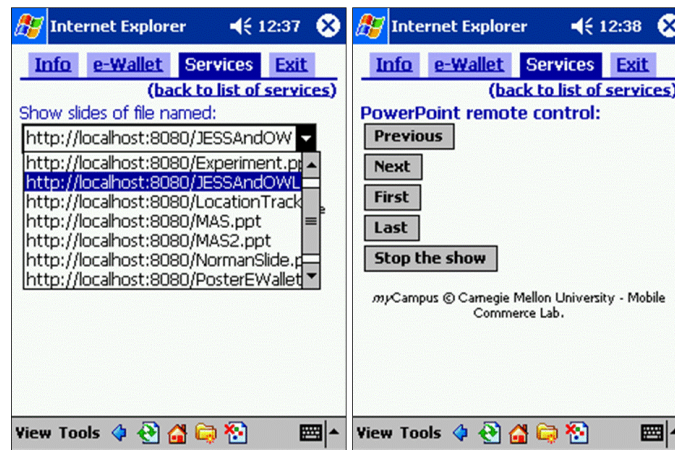 Internet Explorer 12:37
Info e-Wallet Services Exit
(back to list of services)
Show slides of file named:
http://localhost:8080/JESSAndOW
http://localhost:8080/Experiment.p
http://localhost:8080/JESSAndOWL
http://localhost:8080/LocationTrack
http://localhost:8080/MAS.ppt
http://localhost:8080/MAS2.ppt
http://localhost:8080/NormanSlide.p
http://localhost:8080/PosterEWallet
View Tools
Internet Explorer 12:38
Info e-Wallet Services Exit
(back to list of services)
PowerPoint remote control:
Previous
Next
First
Last
Stop the show
myCampus © Carnegie Mellon University - Mobile
Commerce Lab.
View Tools